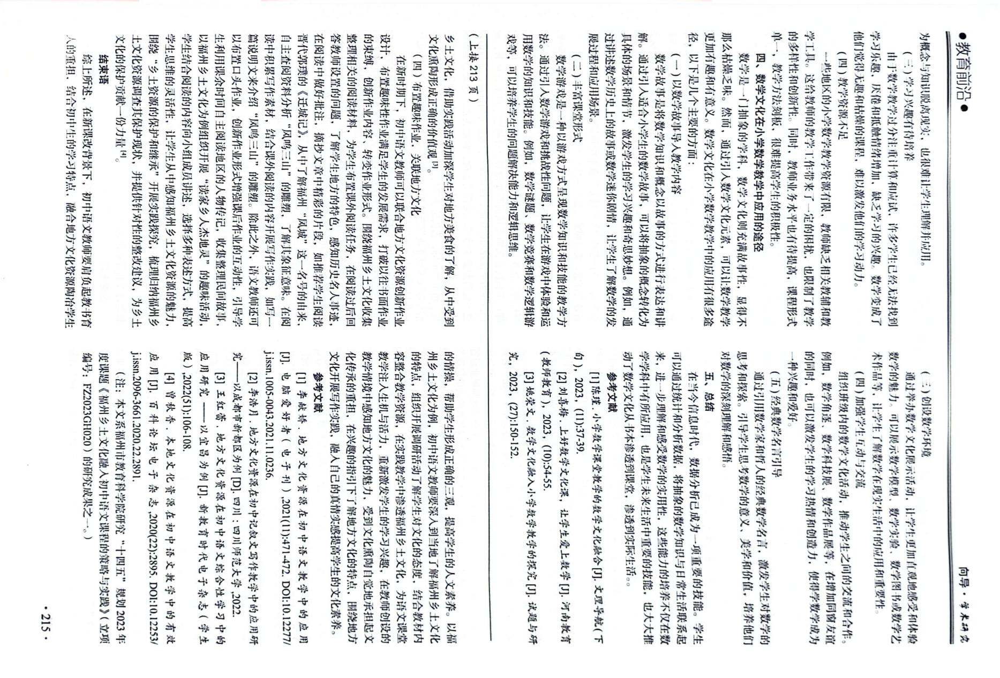 ●教育前沿●
向导·学术研究
为概念与知识脱离现实，也很难让学生理解并应用。
（三）学习兴趣有待培养
由于数学教学过分注重计算和应试，许多学生已经无法找到
学习乐趣，厌倦和抵触情绪增加，缺乏学习的兴趣。数学变成了
他们觉得无趣和枯燥的课程，难以激发他们的学习动力。
（四）教学资源不足
一些地区的小学数学教学资源有限，教师缺乏相关教辅和教
学工具。这给教师的教学工作带来了一定的困扰，也限制了教学
的多样性和创新性。同时，教师业务水平也有待提高，课程形式
单一，教学方法刻板，很难提高学生的积极性。
四、数学文化在小学数学教学中应用的途径
数学是一门抽象的学科，数学文化则充满故事性，显得不
那么枯燥乏味。然而，通过引入数学文化元素，可以让数学教学
更加有趣和有意义。数学文化在小学数学教学中的应用有很多途
径，以下是几个主要的方面：
（一）以数学故事导入教学内容
数学故事是将数学知识和概念以故事的方式进行表达和讲
解。通过引入适合小学生的数学故事，可以将抽象的概念转化为
具体的场景和情节，激发学生的学习兴趣和奇思妙想。例如，通
过讲述数学历史上的故事或数学迷你剧情，让学生了解数学的发
展过程和应用场景。
（二）丰富课堂形式
数学游戏是一种以游戏方式呈现数学知识和技能的教学方
法。通过引入数学游戏和挑战性问题，让学生在游戏中体验和运
用数学的知识和技能。例如，数学谜题、数学竞赛和数学逻辑游
戏等，可以培养学生的问题解决能力和逻辑思维。
（三）创设数学环境
通过举办数学文化展示活动，让学生更加直观地感受和体验
数学的魅力。可以展示数学模型、数学实验、数学图书或数学艺
术作品等，让学生了解数学在现实生活中的应用和重要性。
（四）加强学生互动与交流
组织班级内的数学文化活动，推动学生之间的交流和合作。
例如，数学角逐、数学科技展、数学作品展等，在增加同窗友谊
的同时，也可以激发学生的学习热情和创造力，使得学数学成为
一种兴趣和爱好。
（五）经典数学名言引导
通过引用数学家和哲人的经典数学名言，激发学生对数学的
思考和探索。引导学生思考数学的意义、美学和价值，培养他们
对数学的深刻理解和感悟。
五、总结
在当今信息时代，数据分析已成为一项重要的技能。学生
可以通过统计和分析数据，将抽象的数学知识与日常生活联系起
来，进一步理解和感受数学的实用性，这些能力的培养不仅在数
学学科中有所应用，也是学生未来生活中重要的技能，也大大推
动了数学文化从书本渗透到课堂，渗透到实际生活。。
参考文献
[1] 陈瑾. 小学数学课堂教学的数学文化融合 [J]. 文理导航(下
旬），2023，(11):37-39.
[2] 刘喜梅. 上好数学文化课，让学生爱上数学 [J]. 河南教育
( 教师教育 )，2023，(10):54-55.
[3] 姚荣文. 数学文化融入小学数学教学的探究 [J]. 试题与研
究，2023，(27):150-152.
（上接 213 页）
乡土文化，借助实践活动加深学生对地方美食的了解，从中受到
文化熏陶形成正确的价值观[3]。
（四）布置趣味作业，关联地方文化
在新时期下，初中语文教师可以联合地方文化资源创新作业
设计，布置趣味性作业满足学生的发展需求，打破以往书面作业
的束缚，创新作业内容、转变作业形式。围绕福州乡土文化收集
整理相关的阅读材料，为学生布置课外阅读任务，在阅读过后回
答教师设置的问题，了解学生地方的特色，感知历史名人事迹，
在阅读中做好批注，摘抄文章中精彩的片段，如推荐学生阅读
晋代郭璞的《迁城记》，从中了解福州“凤城”这一名号的由来，
自主查阅资料分析“凤鸣三山”的雕塑，了解其象征意味。在阅
读中积累写作素材，结合课外阅读的内容开展写作实践，如写一
篇说明文来介绍“凤鸣三山”的雕塑。除此之外，语文教师还可
以布置口头作业，创新作业形式增强课后作业的互动性，引导学
生利用课余时间自主阅读地区的人物传记，收集整理民间故事，
以福州乡土文化为例组织开展“读家乡人杰地灵”的趣味活动，
学生结合阅读的内容向小组成员讲述，选择多种表述方式，提高
学生思维的灵活性，让学生从中感知福州乡土文化资源的魅力，
围绕“乡土资源的保护和继承”开展实践探究，梳理归纳福州乡
土文化资源调查其保护现状，并提供针对性的整改建议，为乡土
文化的保护贡献一份力量[4]。
结束语
综上所述，在新课改背景下，初中语文教师要肩负起教书育
人的重担，结合初中生的学习特点，融合地方文化资源陶冶学生
的情操，帮助学生形成正确的三观，提高学生的人文素养。以福
州乡土文化为例，初中语文教师要深入到当地了解福州乡土文化
的特点，组织开展调研活动了解学生对文化的态度，结合教材内
容整合教学资源，在实践教学中渗透福州乡土文化，为语文课堂
教学注入生机与活力，重新激发学生的学习兴趣，在教师创设的
教学情境中感知地方文化的魅力，受到文化熏陶自觉地承担起文
化传承的重担，在兴趣的指引下了解地方文化的特点，围绕地方
文化开展写作实践，融入自己的真情实感提高学生的文化素养。
参考文献
[1] 李献娇. 地方文化资源在初中语文教学中的应用
[J]. 电脑爱好者（电子刊）,2021(11):471-472. DOI:10.12277/
j.issn.1005-0043.2021.11.0236.
[2] 李浩月. 地方文化资源在初中记叙文写作教学中的应用研
究——以成都市新都区为例 [D]. 四川：四川师范大学 ,2022.
[3] 王红蕾. 地方文化资源在初中语文综合性学习中的
应用研究 ——以宜昌为例 [J]. 新教育时代电子杂志（学生
版）,2022(51):106-108.
[4] 曾秋香. 本地文化资源在初中语文教学中的有效
应用 [J]. 百科论坛电子杂志 ,2020(22):2895. DOI:10.12253/
j.issn.2096-3661.2020.22.2891.
（注：本文系福州市教育科学院研究“十四五”规划 2023 年
度课题《福州乡土文化融入初中语文课程的策略与实践》（立项
编号：FZ2023GH020）的研究成果之一。）
·215·